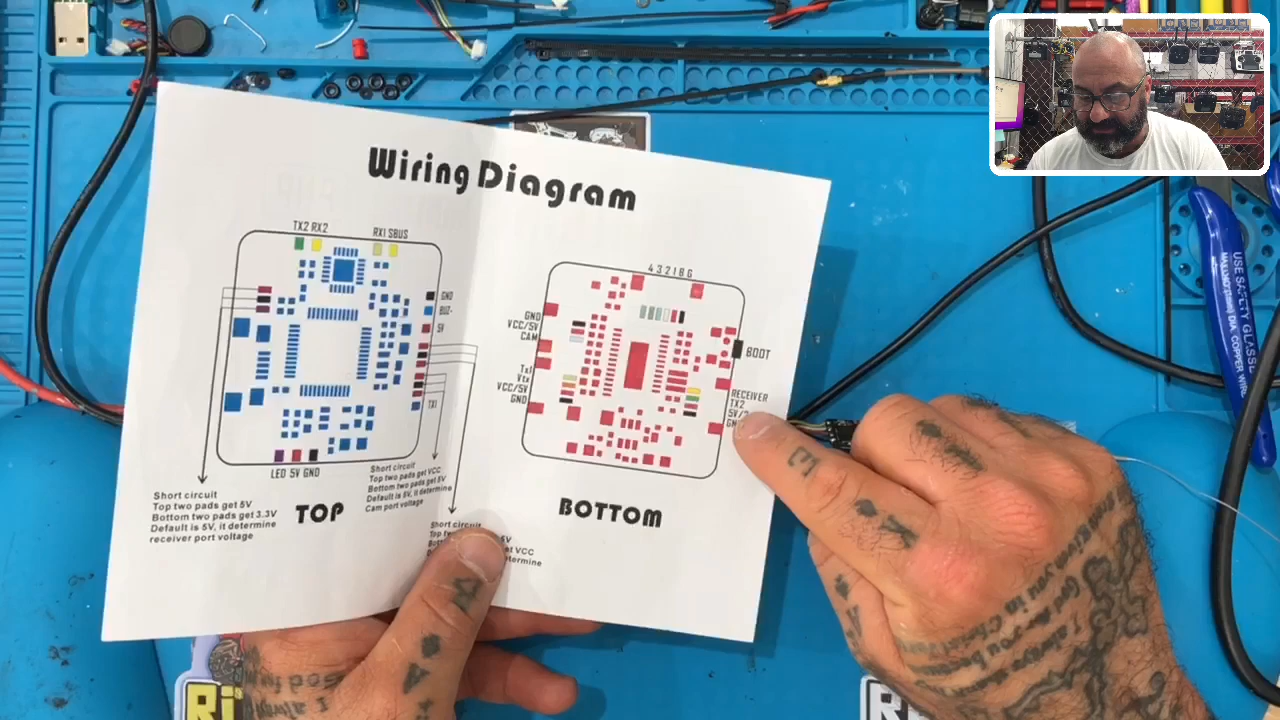 Wiring Diagram
TX2 RX2
RX1 SBUS
GND
BUZ-
5V
TX1
LED 5V GND
Short circuit
Top two pads get 5V
Bottom two pads get 3.3V
Default is 5V, it determine
receiver port voltage
TOP
Short circuit
Top two pads get VCC
Bottom two pads get 5V
Default is 5V, it determine
Cam port voltage
Short circuit
4 3 2 1 B G
GND
VCC/5V
CAM
Tx1
Vtx
VCC/5V
GND
BOOT
RECEIVER
TX2
BOTTOM
USE SAFETY GLASSE
DIA. COPPER WIRE
E
A